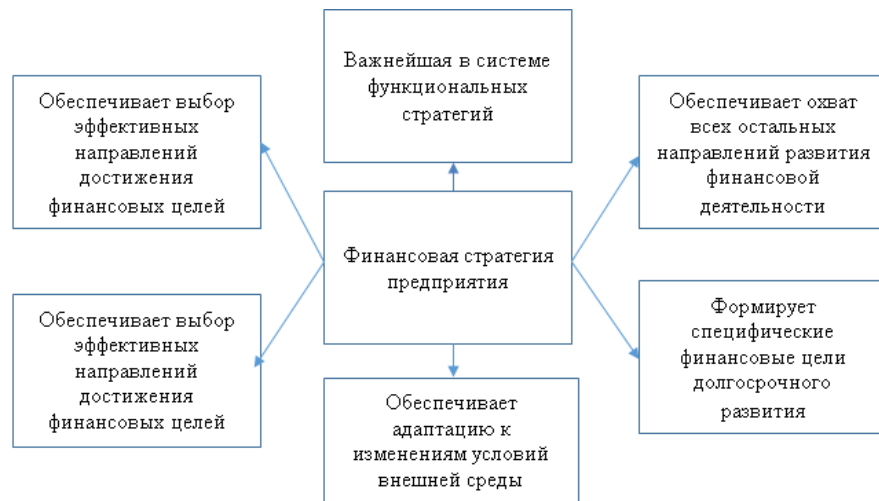 Важнейшая в системе
функциональных
стратегий
Обеспечивает выбор
эффективных
направлений
достижения
финансовых целей
Обеспечивает охват
всех остальных
направлений развития
финансовой
деятельности
Финансовая стратегия
предприятия
Обеспечивает выбор
эффективных
направлений
достижения
финансовых целей
Формирует
специфические
финансовые цели
долгосрочного
развития
Обеспечивает
адаптацию к
изменениям условий
внешней среды